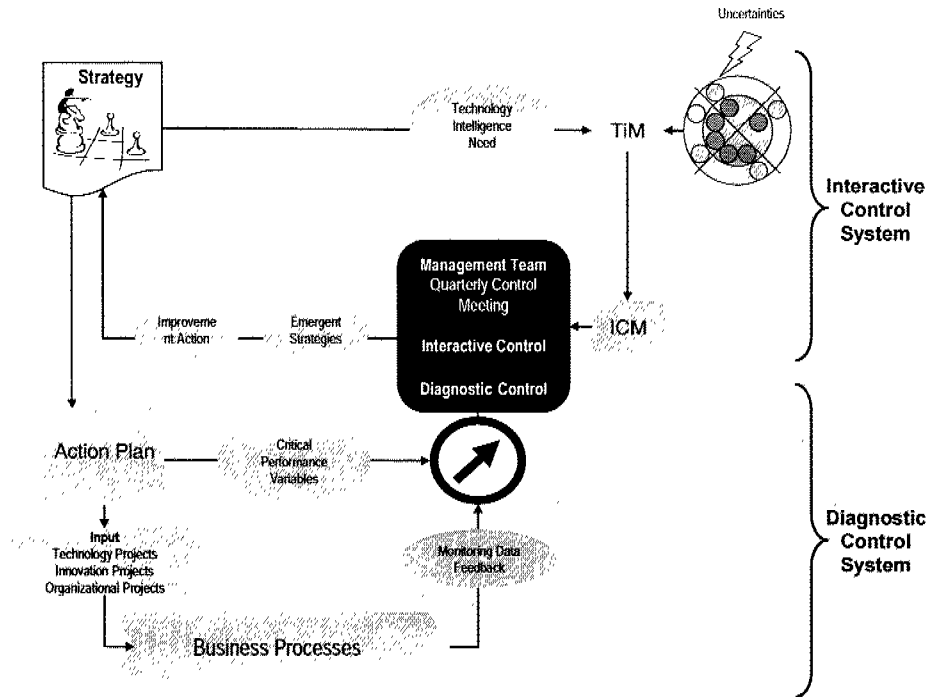 Uncertainties
Strategy
Technology
Intelligence
Need
TiM
Interactive
Control
System
Management Team
Quarterly Control
Meeting
Interactive Control
Diagnostic Control
ICM
Improveme
nt Action
Emergent
Strategies
Action Plan
Critical
Performance
Variables
Input
Technology Projects
Innovation Projects
Organizational Projects
Monitoring Data
Feedback
Business Processes
Diagnostic
Control
System